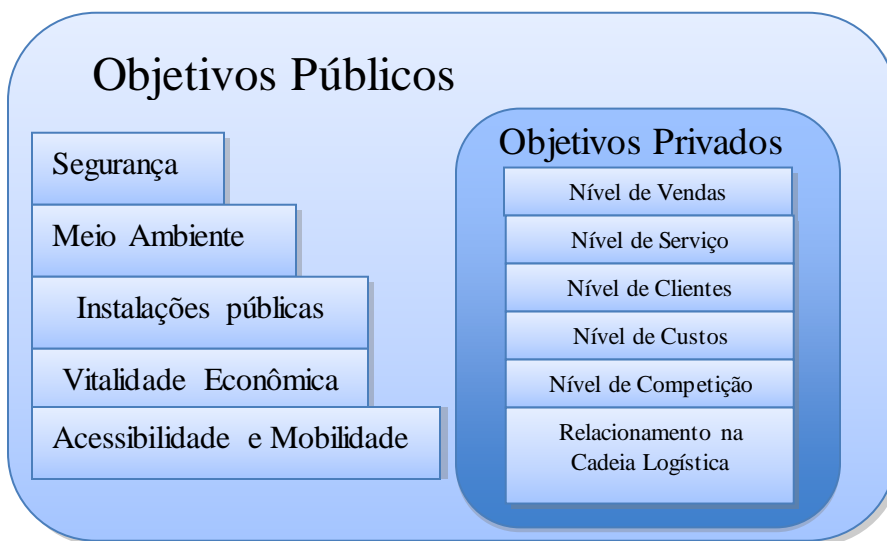 Objetivos Públicos
Segurança
Meio Ambiente
Instalações públicas
Vitalidade Econômica
Acessibilidade e Mobilidade
Objetivos Privados
Nível de Vendas
Nível de Serviço
Nível de Clientes
Nível de Custos
Nível de Competição
Relacionamento na
Cadeia Logística